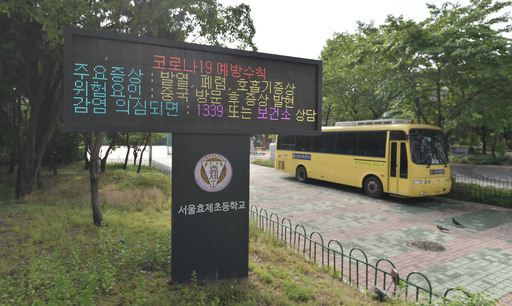 코로나19 예방수칙
주요증상 : 발열, 폐렴, 호흡기증상
위험요인 : 중국 방문 후 증상 발현
감염 의심되면 : 1339 또는 보건소 상담
서울효제초등학교